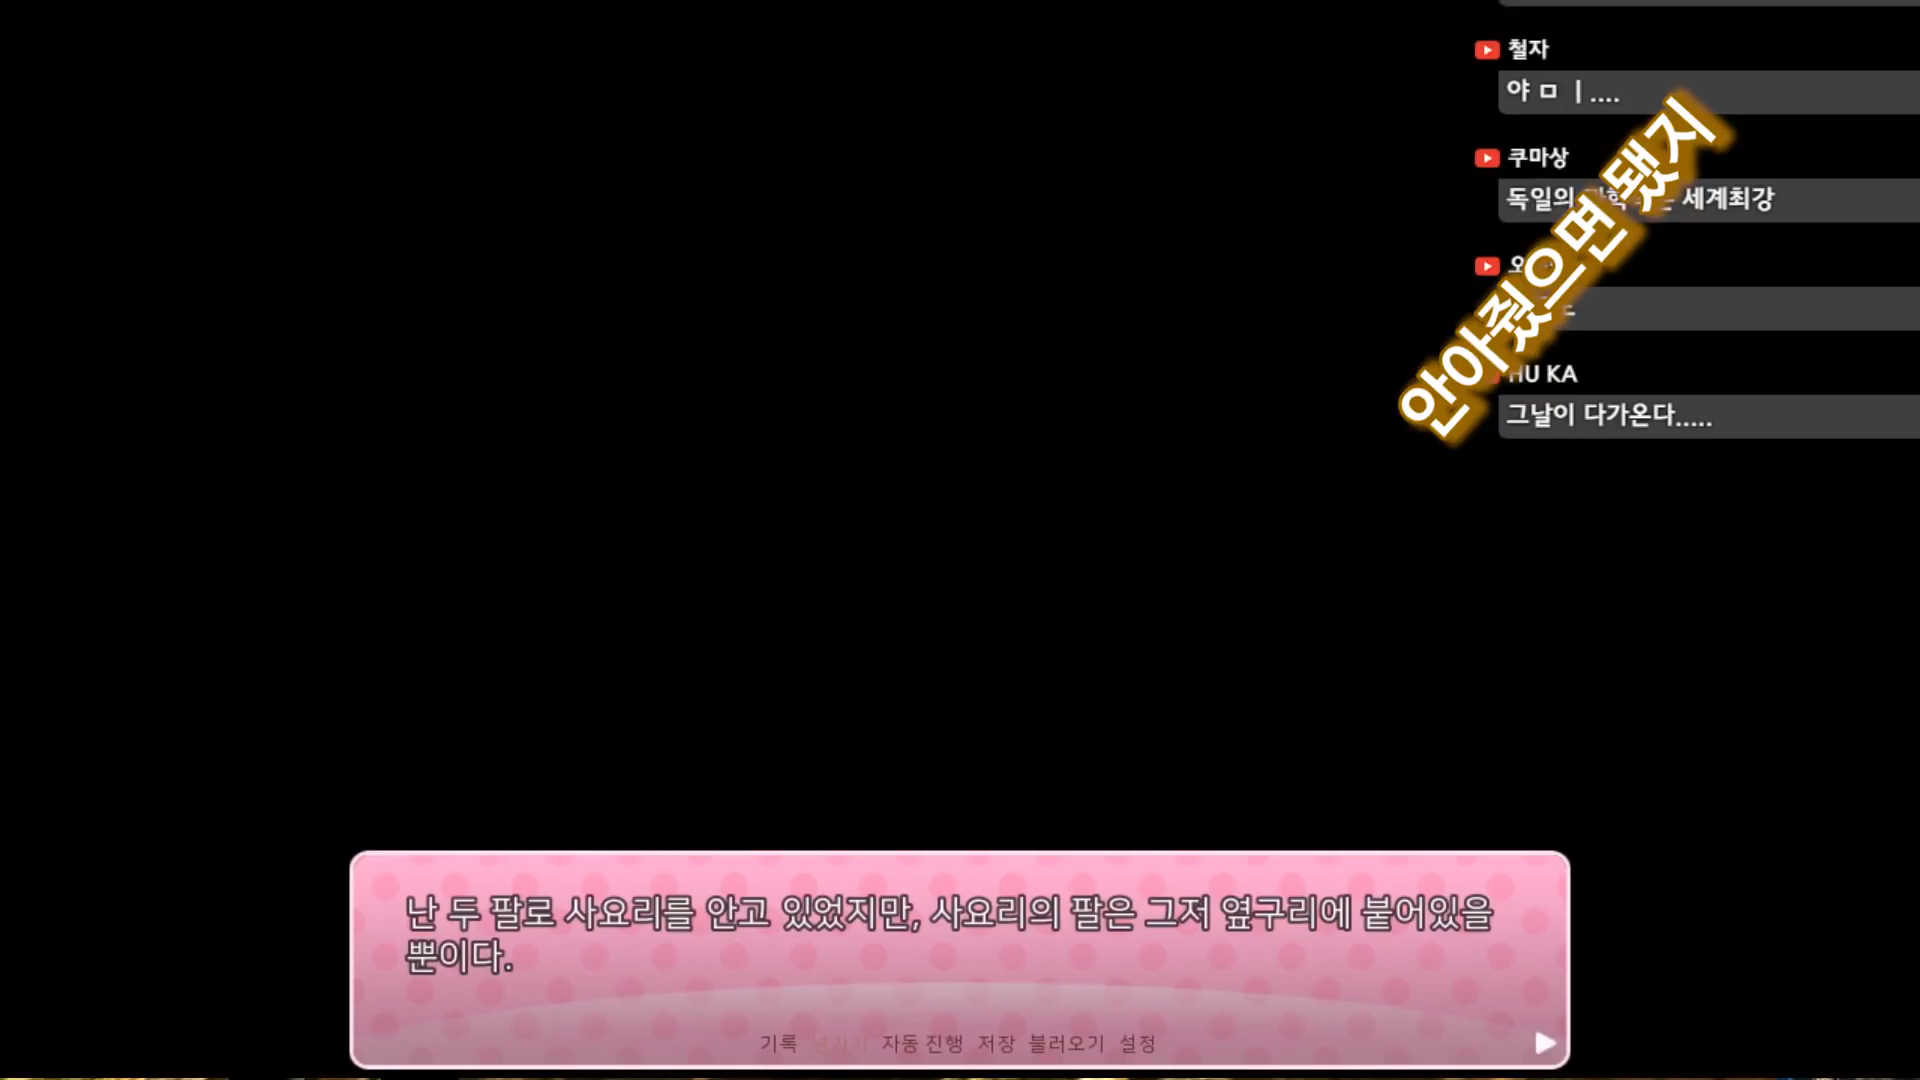 철자
야 ㅁ ㅣ....
쿠마상
독일의 세계최강
HU KA
그날이 다가온다.....
안아줬으면 됐지
난 두 팔로 사요리를 안고 있었지만, 사요리의 팔은 그저 옆구리에 붙어있을
뿐이다.
기록 넘기기 자동 진행 저장 불러오기 설정